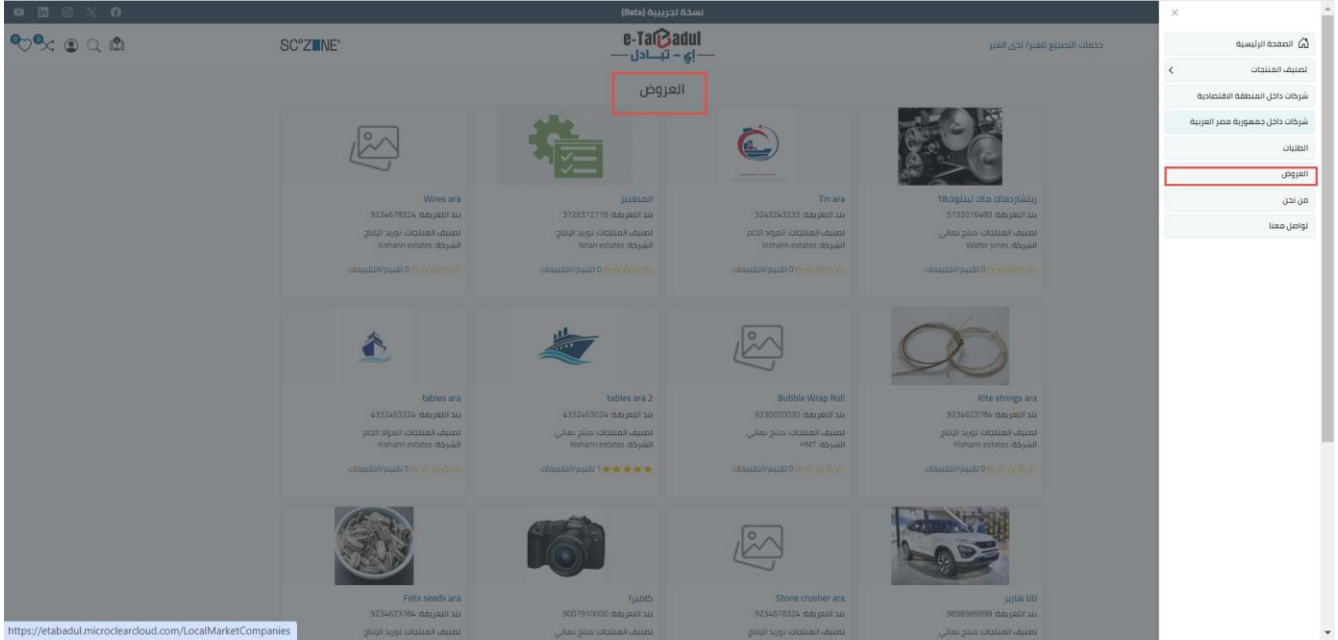 نسخة تجريبية (Beta)
0
0
SC°ZONE
e-Tabadul
إي - تبـــادل
خدمات التصنيع للغير/ لدى الغير
العروض
الصفحة الرئيسية
تصنيف المنتجات
شركات داخل المنطقة الاقتصادية
شركات داخل جمهورية مصر العربية
الطلبات
العروض
من نحن
تواصل معنا
ريتشاردماك ماك لينتوك18
بند التعريفة: 5732016480
تصنيف المنتجات: منتج نهائي
الشركة: Walter Jones
0 تقييم/التقييمات
Tin ara
بند التعريفة: 3243243233
تصنيف المنتجات: المواد الخام
الشركة: Kishann estates
0 تقييم/التقييمات
المنغنيز
بند التعريفة: 3726372718
تصنيف المنتجات: توريد الإنتاج
الشركة: Ishan estates
0 تقييم/التقييمات
Wires ara
بند التعريفة: 9234678324
تصنيف المنتجات: توريد الإنتاج
الشركة: Kishann estates
0 تقييم/التقييمات
Kite strings ara
بند التعريفة: 9234623784
تصنيف المنتجات: توريد الإنتاج
الشركة: Kishann estates
0 تقييم/التقييمات
Bubble Wrap Roll
بند التعريفة: 9230020030
تصنيف المنتجات: منتج نهائي
الشركة: HMT
0 تقييم/التقييمات
tables ara 2
بند التعريفة: 4332453024
تصنيف المنتجات: منتج نهائي
الشركة: Kishann estates
1 تقييم/التقييمات
tables ara
بند التعريفة: 4332453224
تصنيف المنتجات: المواد الخام
الشركة: Kishann estates
0 تقييم/التقييمات
تاتا هارير
بند التعريفة: 9898989898
تصنيف المنتجات: منتج نهائي
Stone crusher ara
بند التعريفة: 9234678324
تصنيف المنتجات: توريد الإنتاج
كاميرا
بند التعريفة: 9007910000
تصنيف المنتجات: منتج نهائي
Felix seeds ara
بند التعريفة: 9234623784
تصنيف المنتجات: توريد الإنتاج
https://etabadul.microclearcloud.com/LocalMarketCompanies